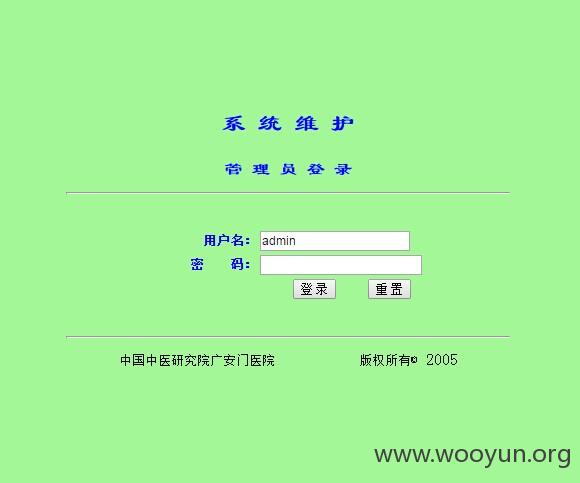 系 统 维 护
管 理 员 登 录
用户名： admin
密 码：
登录 重置
中国中医研究院广安门医院 版权所有© 2005
www.wooyun.org